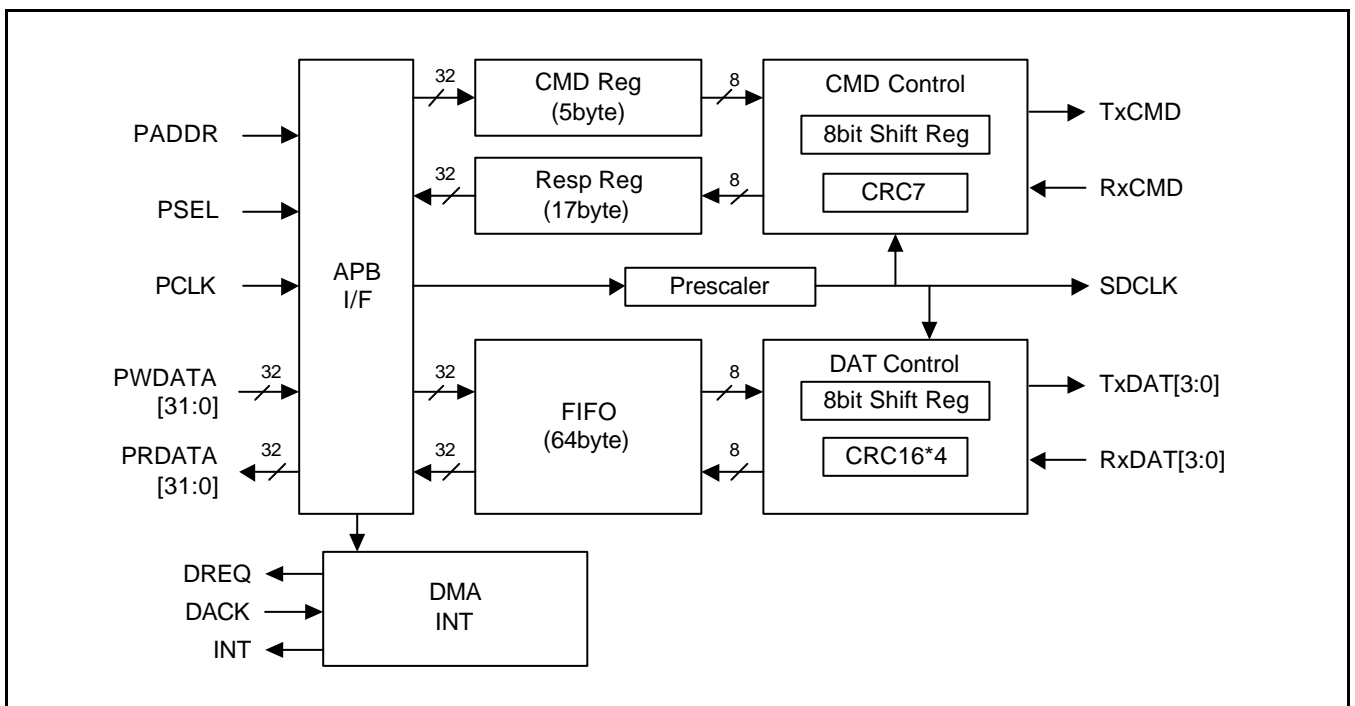 PADDR
PSEL
PCLK
PWDATA
[31:0]
32
PRDATA
[31:0]
32
APB
I/F
32
CMD Reg
(5byte)
8
32
Resp Reg
(17byte)
8
CMD Control
8bit Shift Reg
CRC7
TxCMD
RxCMD
Prescaler
SDCLK
32
32
FIFO
(64byte)
8
8
DAT Control
8bit Shift Reg
CRC16*4
TxDAT[3:0]
RxDAT[3:0]
DREQ
DACK
INT
DMA
INT